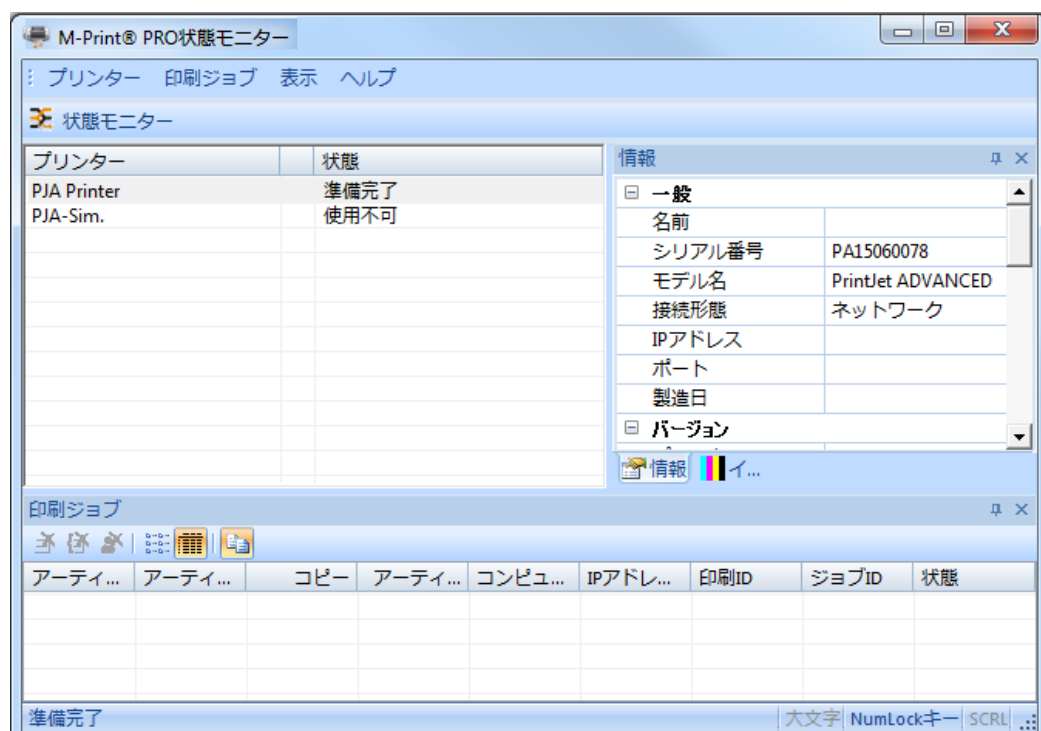 M-Print® PRO状態モニター
プリンター 印刷ジョブ 表示 ヘルプ
状態モニター
プリンター 状態
PJA Printer 準備完了
PJA-Sim. 使用不可
情報
一般
名前
シリアル番号 PA15060078
モデル名 PrintJet ADVANCED
接続形態 ネットワーク
IPアドレス
ポート
製造日
バージョン
情報 イ...
印刷ジョブ
アーティ... アーティ... コピー アーティ... コンピュ... IPアドレ... 印刷ID ジョブID 状態
準備完了 大文字 NumLockキー SCRL